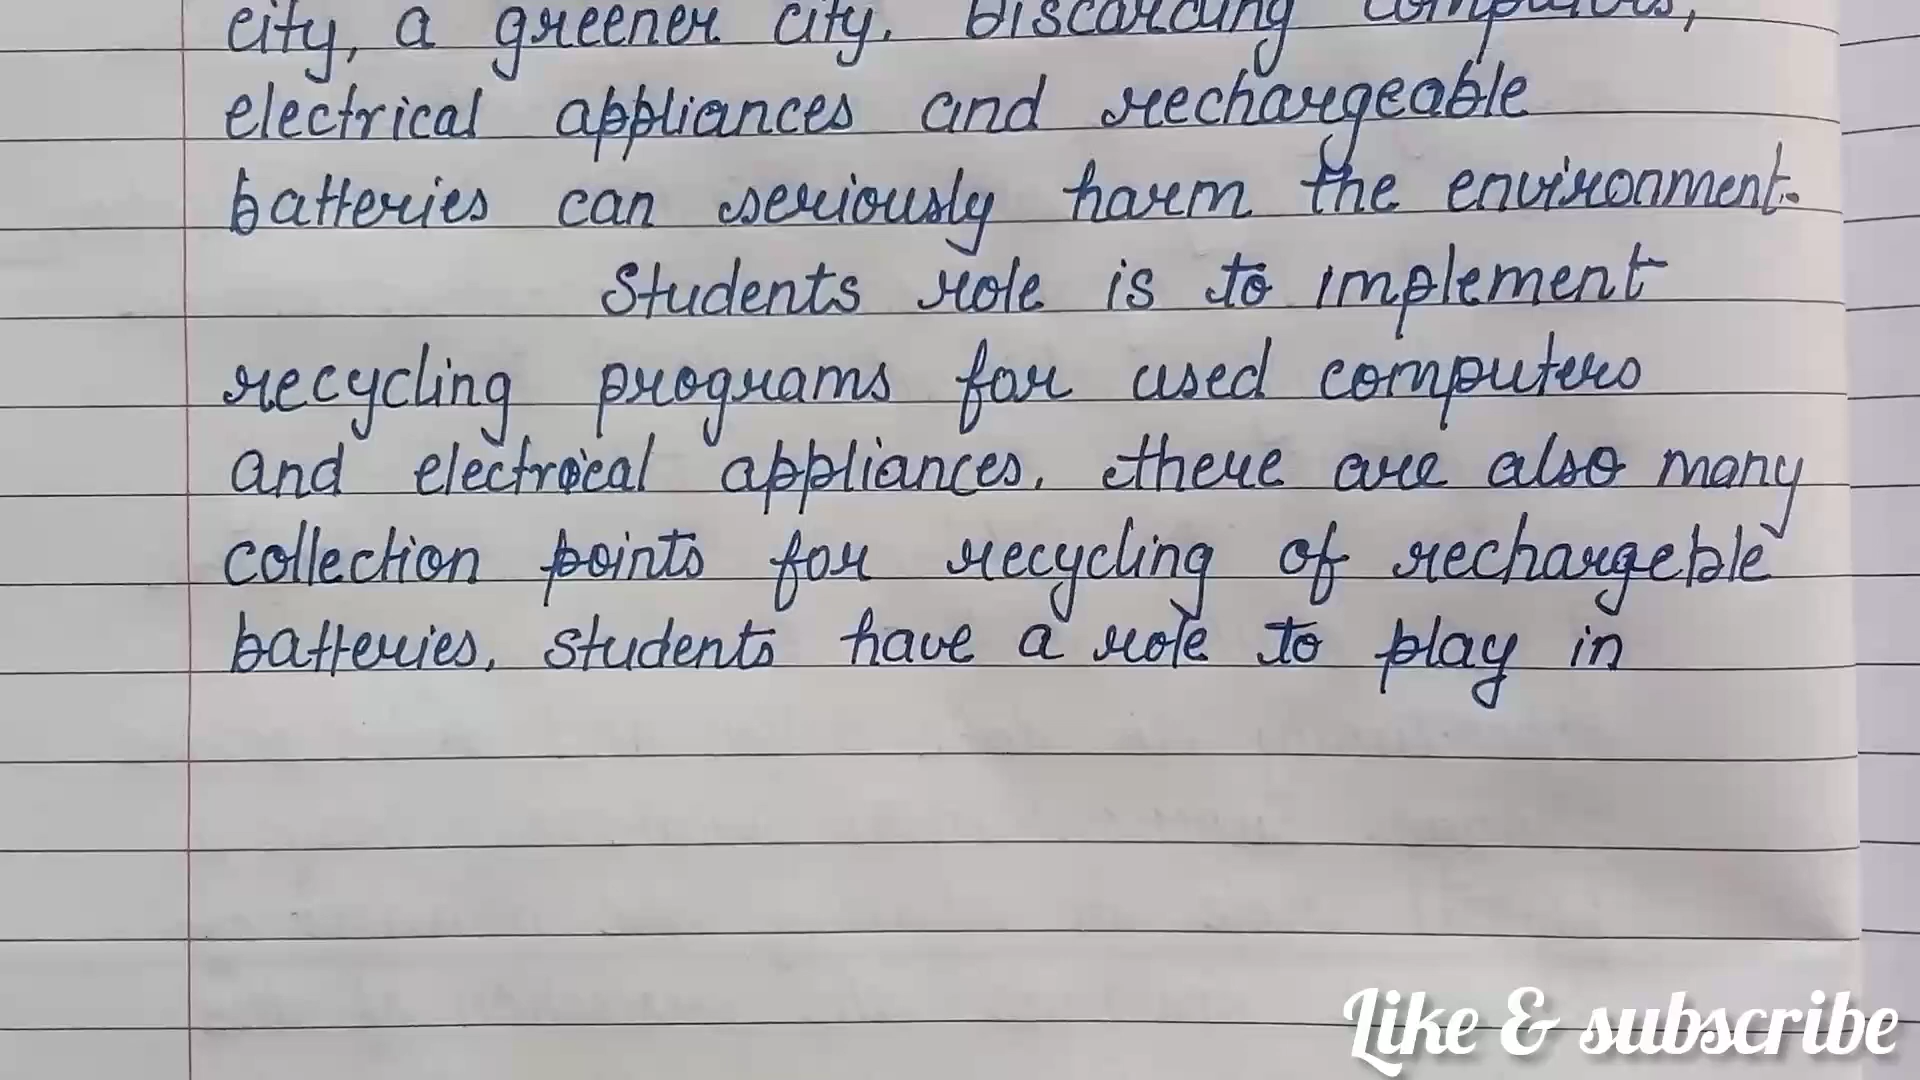 city, a greener city. Discarding computers,
electrical appliances and rechargeable
batteries can seriously harm the environment.
Students role is to implement
recycling programs for used computers
and electrical appliances. there are also many
collection points for recycling of rechargeble
batteries. Students have a role to play in
Like & subscribe